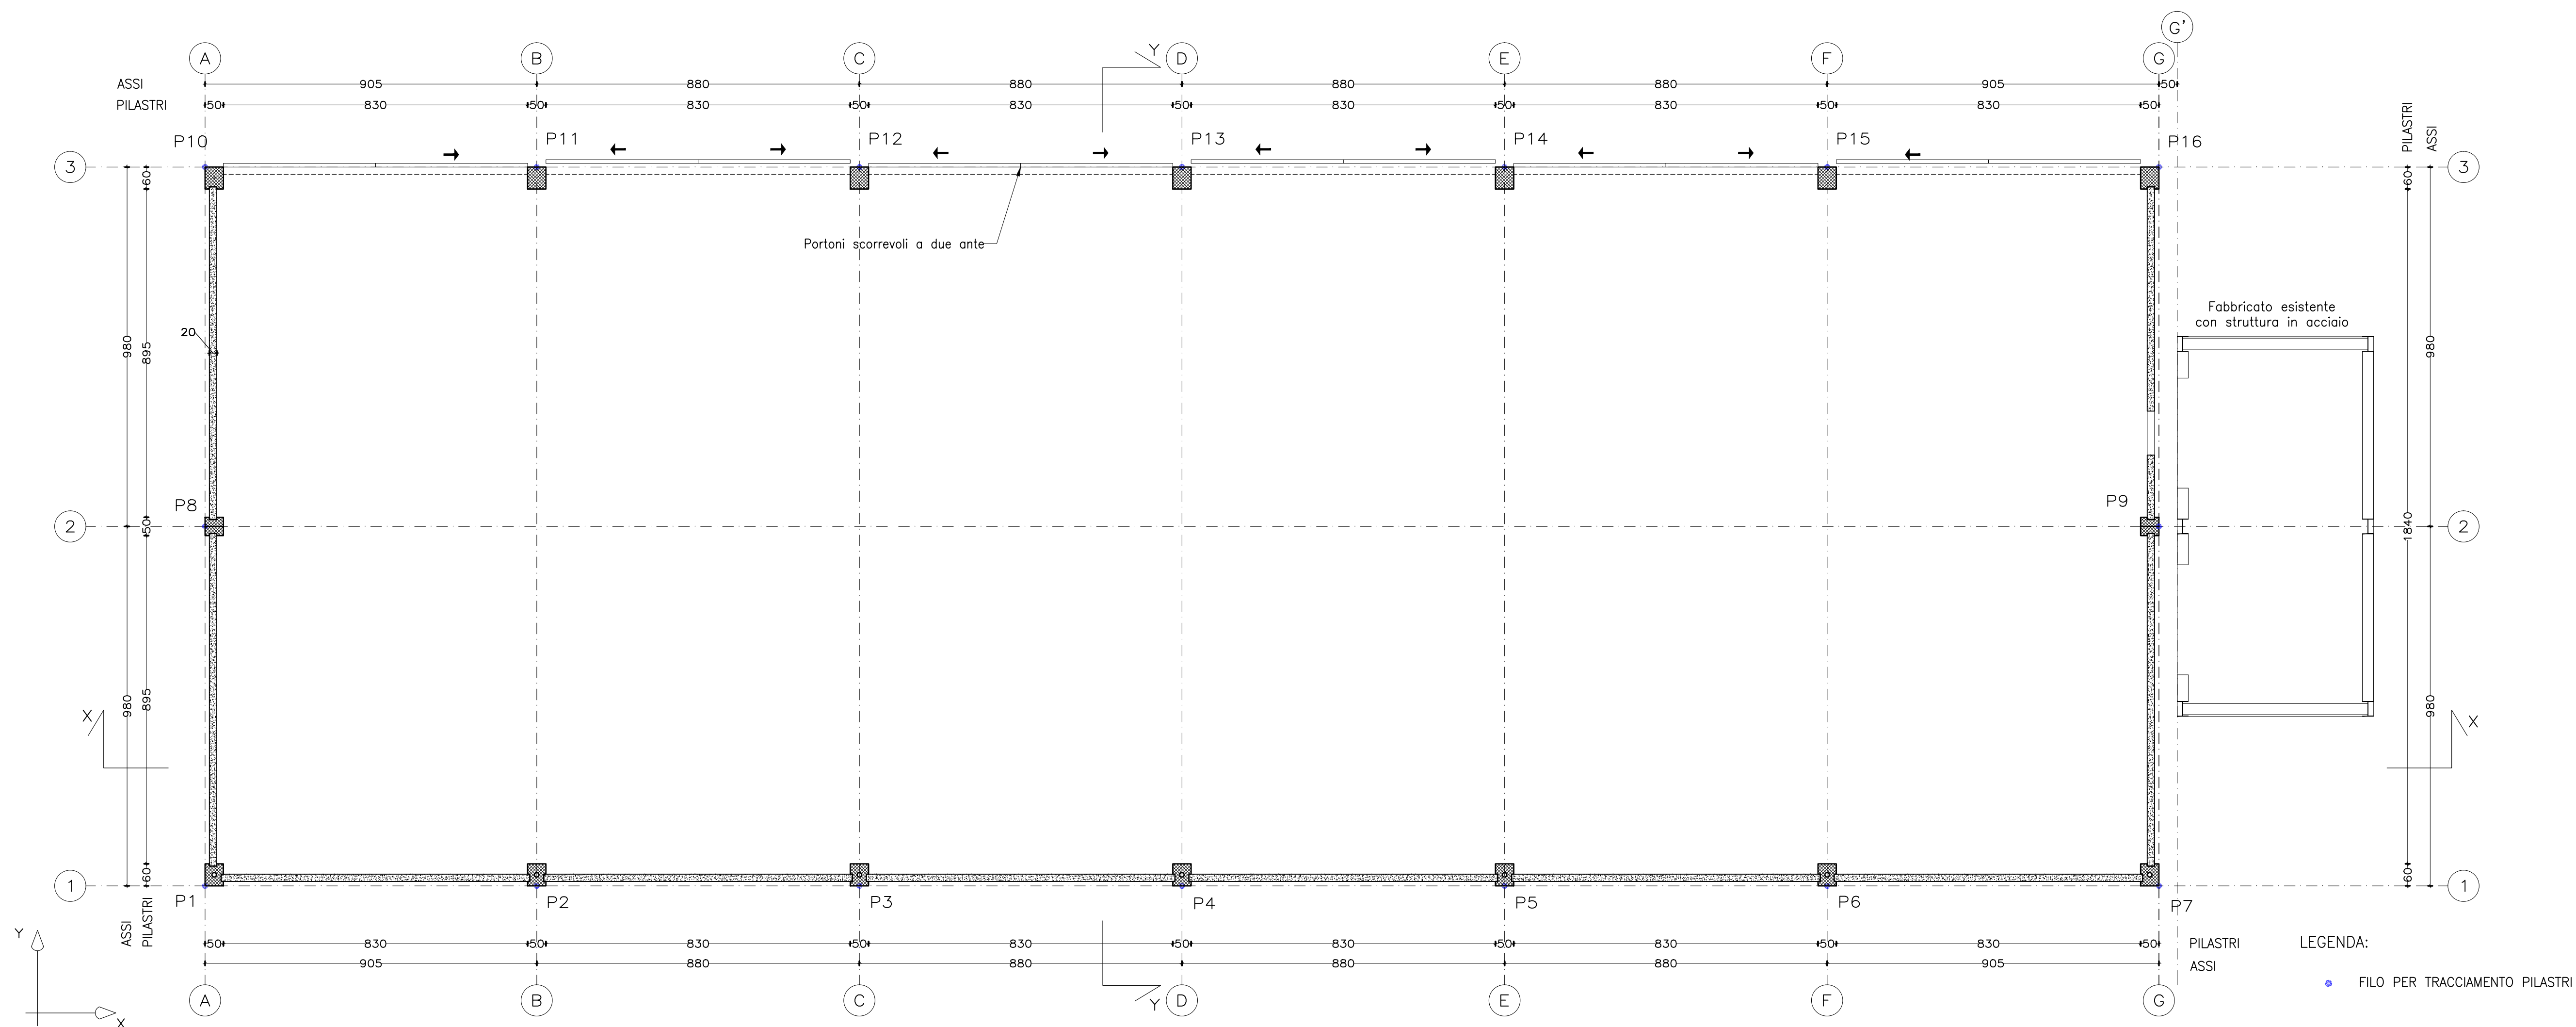 G'
A B C D E F G
Y
ASSI 905 880 880 880 880 905 50
PILASTRI 50 830 50 830 50 830 50 830 50 830 50 830 50
PILASTRI
ASSI
P10 P11 P12 P13 P14 P15 P16
3 3
60 60
Portoni scorrevoli a due ante
Fabbricato esistente
con struttura in acciaio
20
980 895 980
P8 P9
2 50 1840 2
980 895 980
X X
60 60
1 1
P1 P2 P3 P4 P5 P6 P7
ASSI
PILASTRI
Y
50 830 50 830 50 830 50 830 50 830 50 830 50 PILASTRI
LEGENDA:
905 880 880 880 880 905 ASSI
FILO PER TRACCIAMENTO PILASTRI
A B C Y D E F G
X